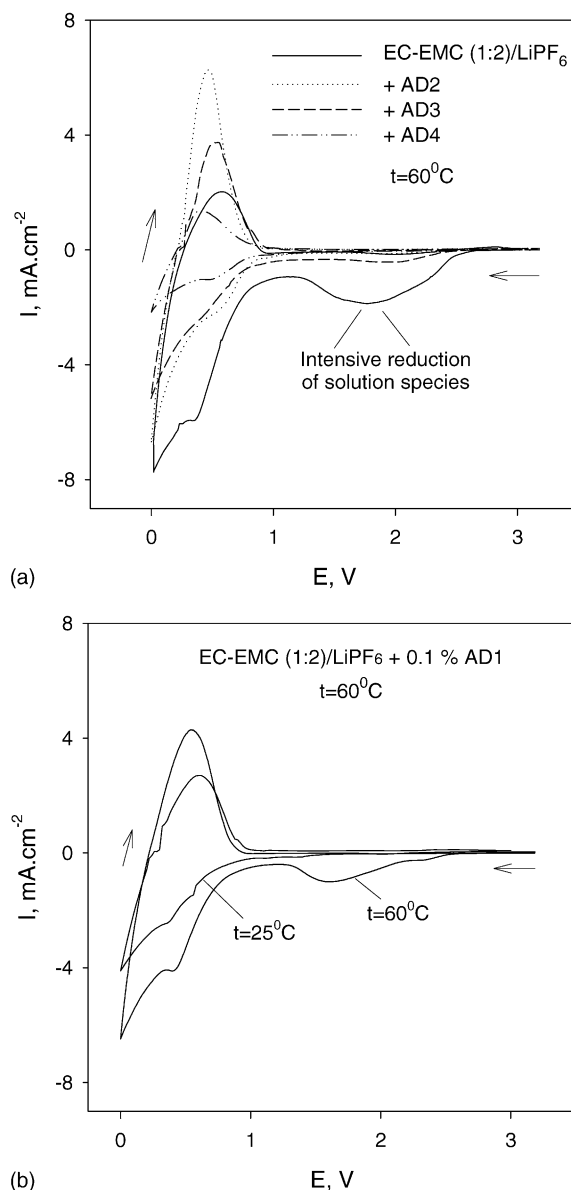 8
4
0
-4
-8
I, mA.cm⁻²
EC-EMC (1:2)/LiPF₆
+ AD2
+ AD3
+ AD4
t=60⁰C
Intensive reduction
of solution species
0
1
2
3
E, V
(a)
8
4
0
-4
-8
I, mA.cm⁻²
EC-EMC (1:2)/LiPF₆ + 0.1 % AD1
t=60⁰C
t=25⁰C
t=60⁰C
0
1
2
3
E, V
(b)